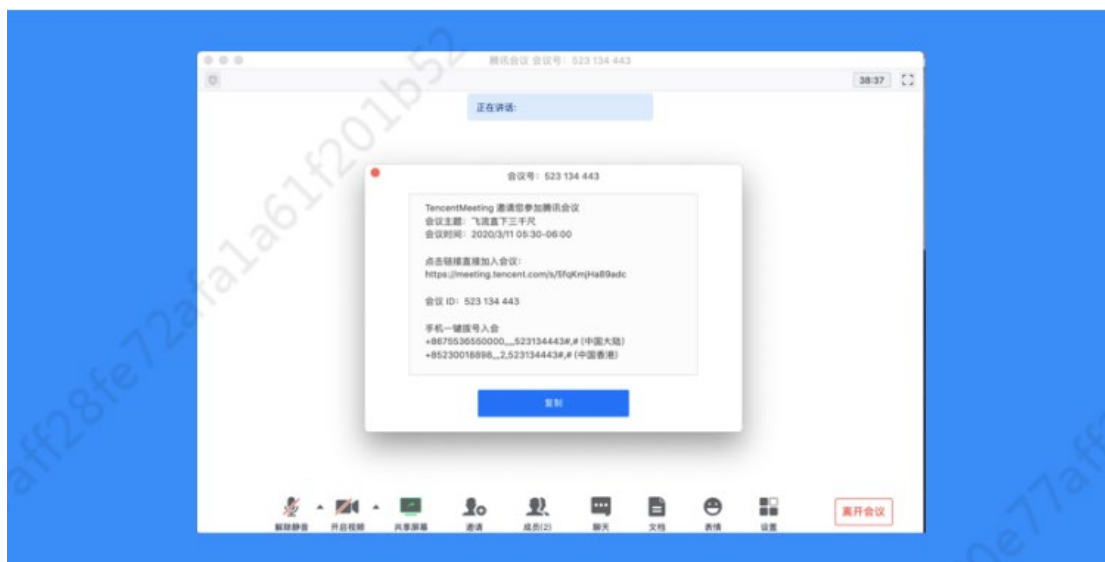 腾讯会议 会议号: 523 134 443
38:37
正在讲话:
会议号: 523 134 443
TencentMeeting 邀请您参加腾讯会议
会议主题: 飞流直下三千尺
会议时间: 2020/3/11 05:30-06:00
点击链接直接加入会议:
https://meeting.tencent.com/s/5fqKmjHa89adc
会议 ID: 523 134 443
手机一键拨号入会
+8675536550000,,,523134443#,# (中国大陆)
+85230018898,,,2,523134443#,# (中国香港)
复制
解除静音 开启视频 共享屏幕 邀请 成员(2) 聊天 文档 表情 设置 离开会议
aff28fe72afa1a61f201b52
0e77aff